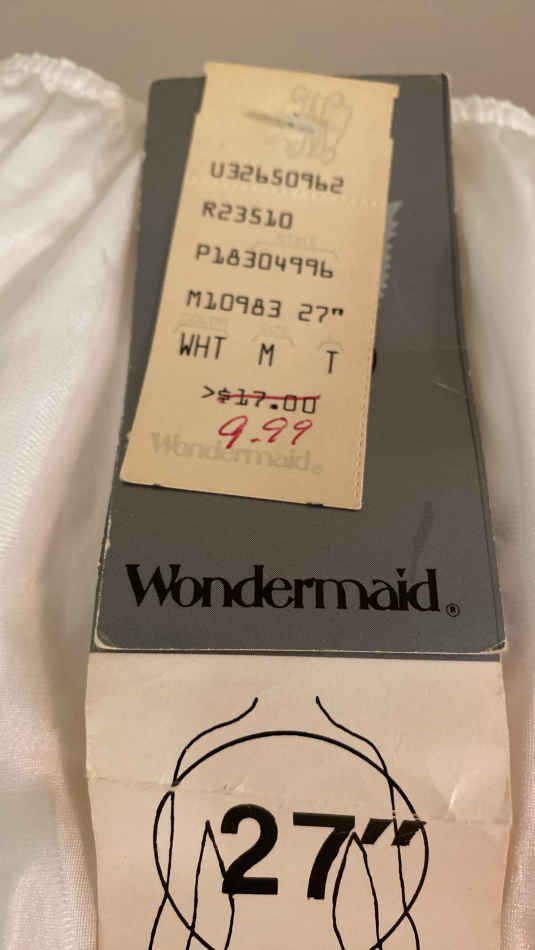 U32650962
R23510
P18304996
M10983 27"
WHT M T
>$17.00
9.99
Wondermaid®
Wondermaid®
27"